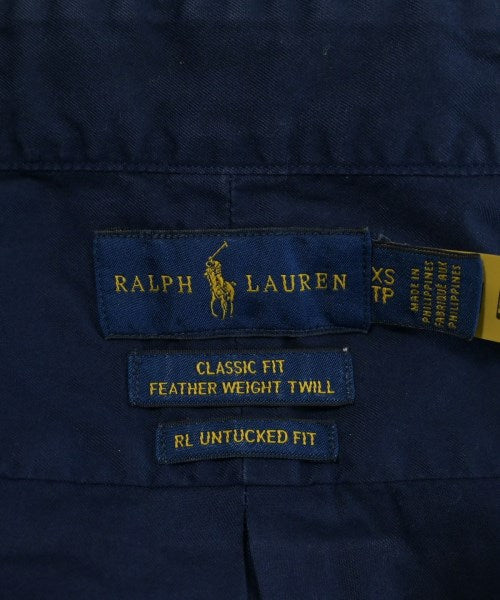 RALPH LAUREN
XS
TP
MADE IN
PHILIPPINES
FABRIQUÉ AUX
PHILIPPINES
CLASSIC FIT
FEATHER WEIGHT TWILL
RL UNTUCKED FIT